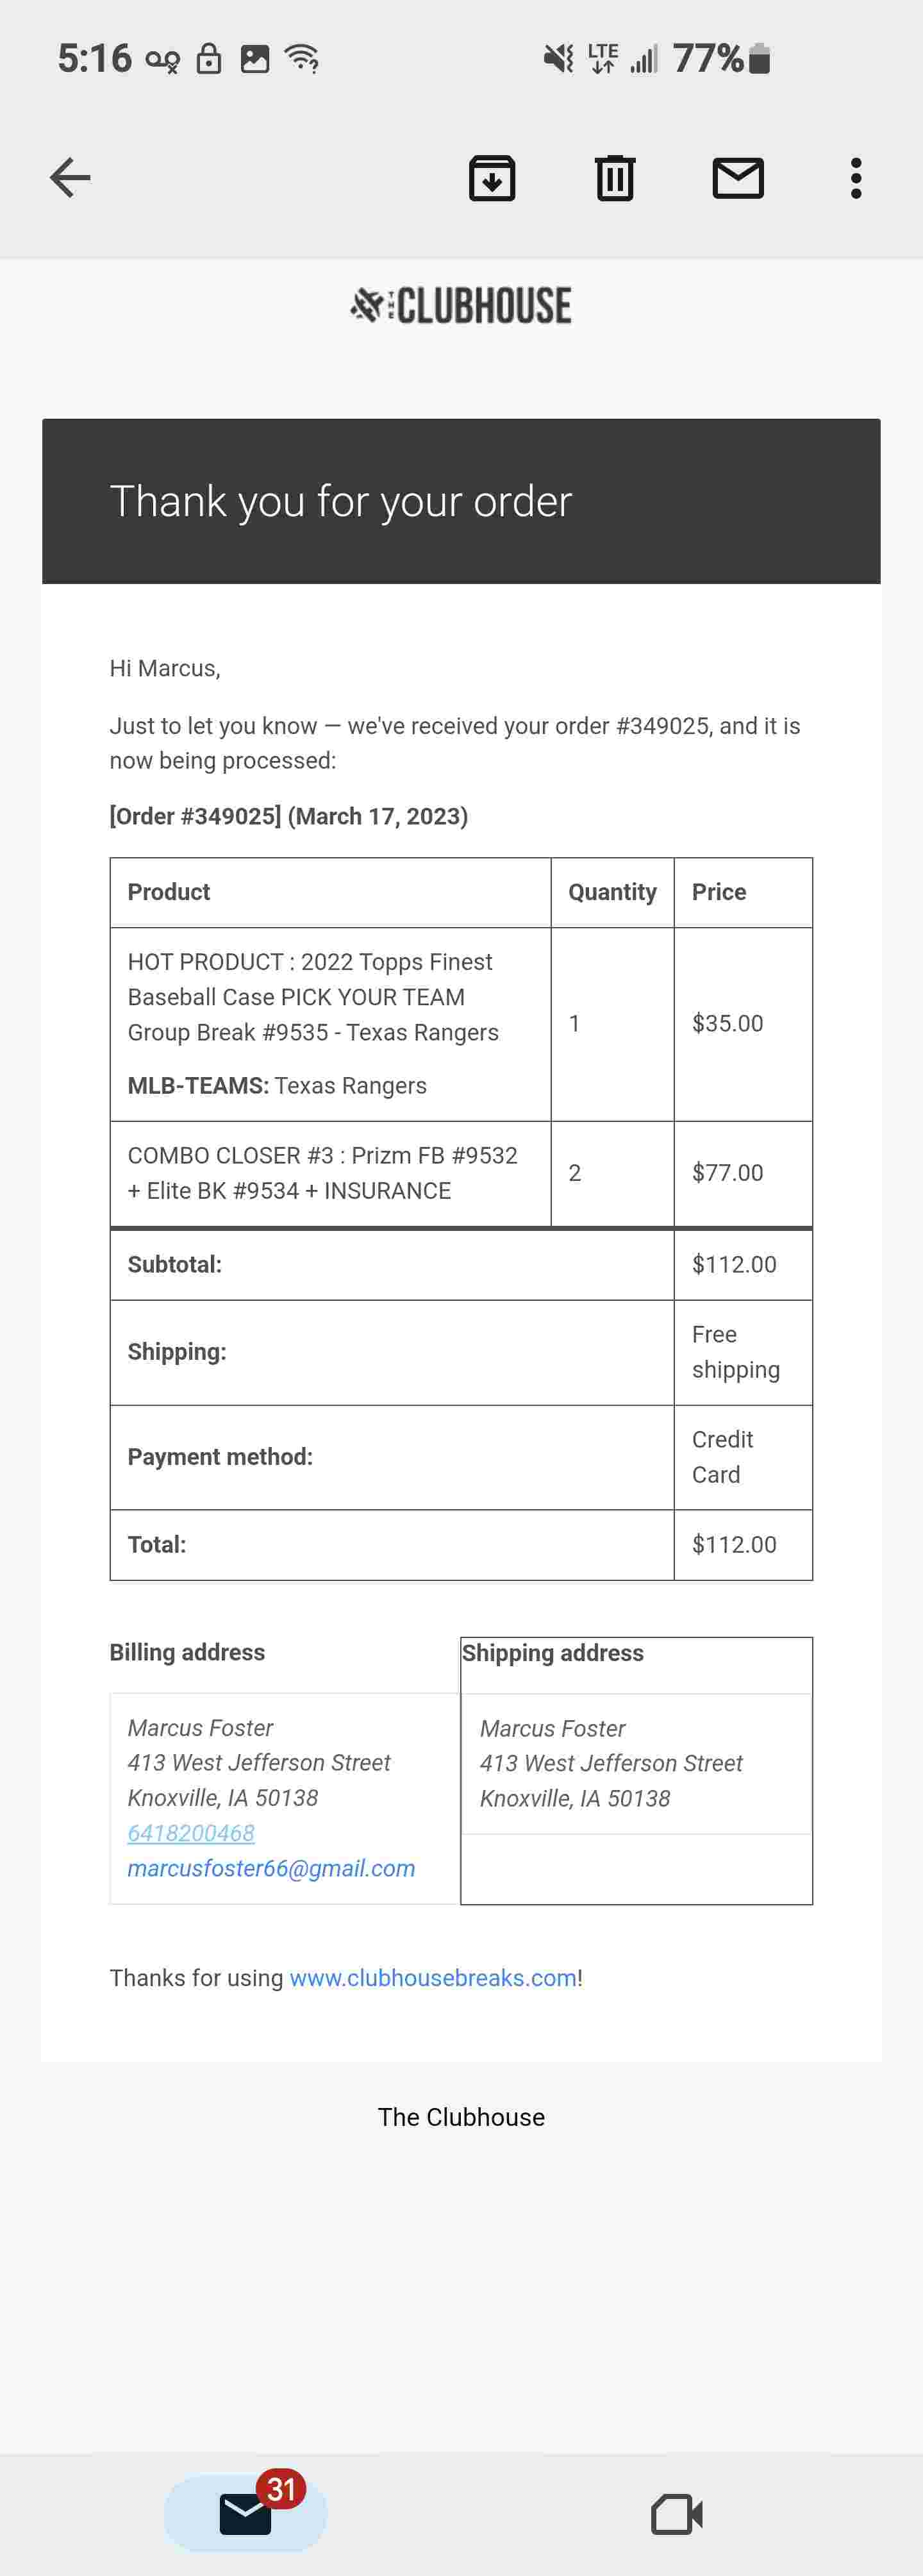 5:16
LTE
77%
THE CLUBHOUSE
Thank you for your order
Hi Marcus,
Just to let you know — we've received your order #349025, and it is
now being processed:
[Order #349025] (March 17, 2023)
Product Quantity Price
HOT PRODUCT : 2022 Topps Finest
Baseball Case PICK YOUR TEAM
Group Break #9535 - Texas Rangers
MLB-TEAMS: Texas Rangers
1
$35.00
COMBO CLOSER #3 : Prizm FB #9532
+ Elite BK #9534 + INSURANCE
2
$77.00
Subtotal: $112.00
Shipping: Free
shipping
Payment method: Credit
Card
Total: $112.00
Billing address
Marcus Foster
413 West Jefferson Street
Knoxville, IA 50138
6418200468
marcusfoster66@gmail.com
Shipping address
Marcus Foster
413 West Jefferson Street
Knoxville, IA 50138
Thanks for using www.clubhousebreaks.com!
The Clubhouse
31